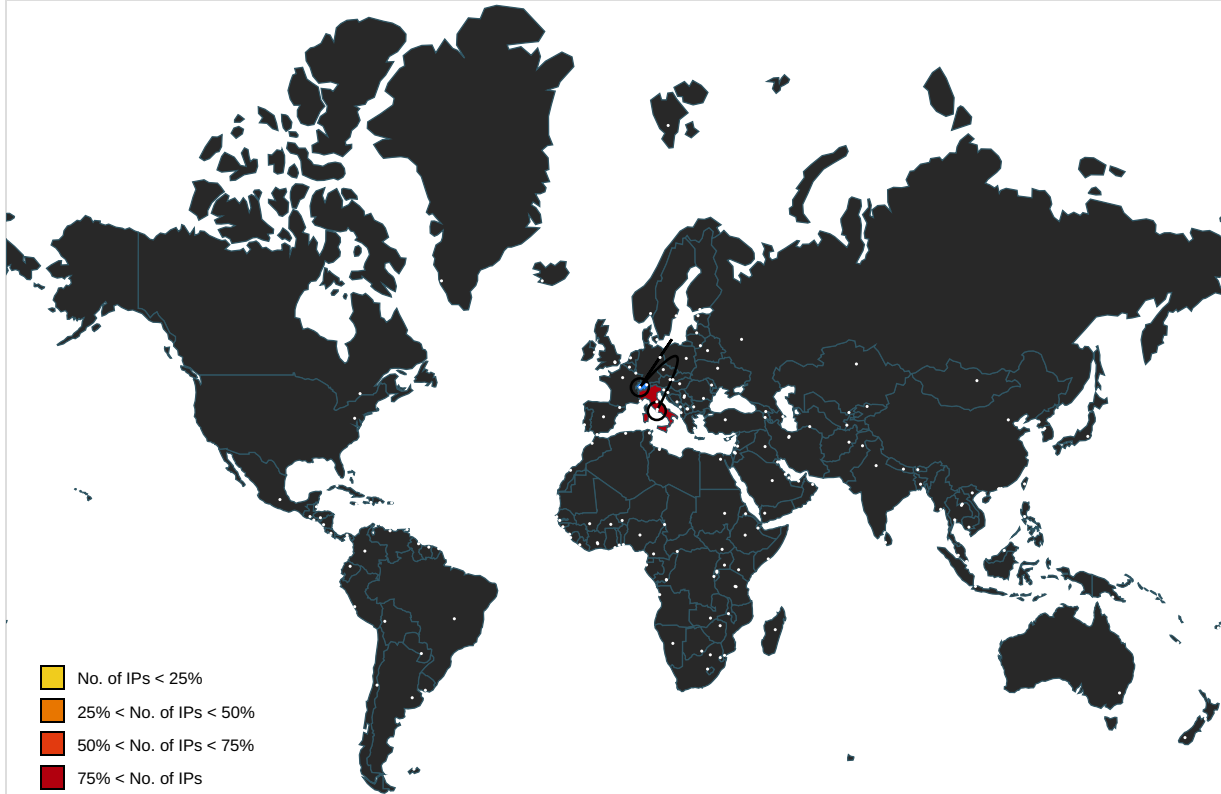 No. of IPs < 25%
25% < No. of IPs < 50%
50% < No. of IPs < 75%
75% < No. of IPs